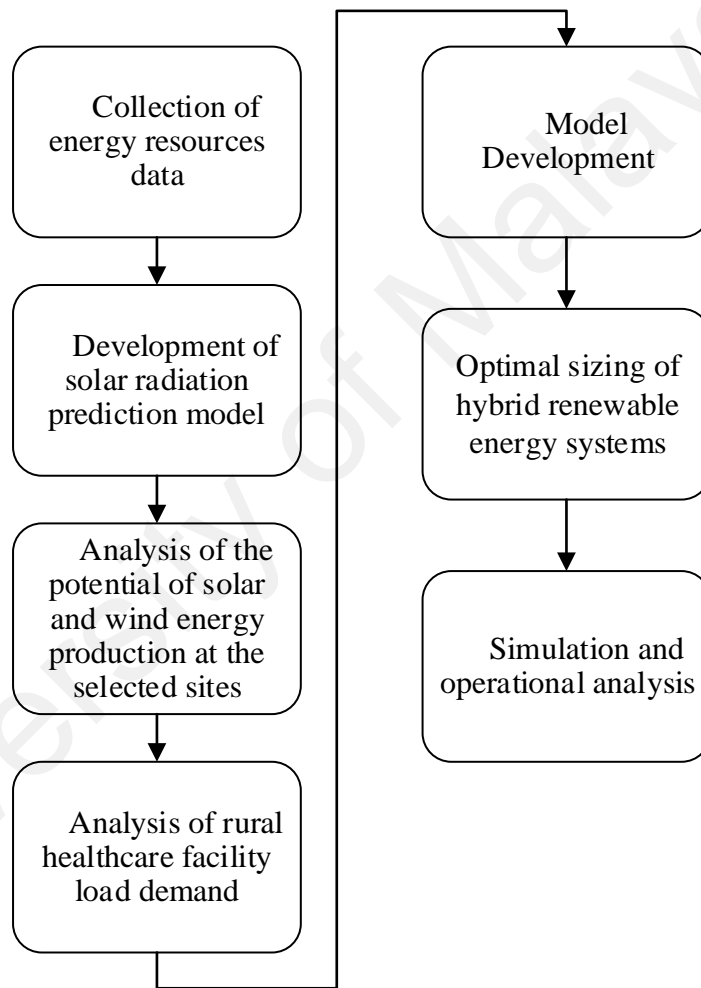 Collection of
energy resources
data
Development of
solar radiation
prediction model
Analysis of the
potential of solar
and wind energy
production at the
selected sites
Analysis of rural
healthcare facility
load demand
Model
Development
Optimal sizing of
hybrid renewable
energy systems
Simulation and
operational analysis